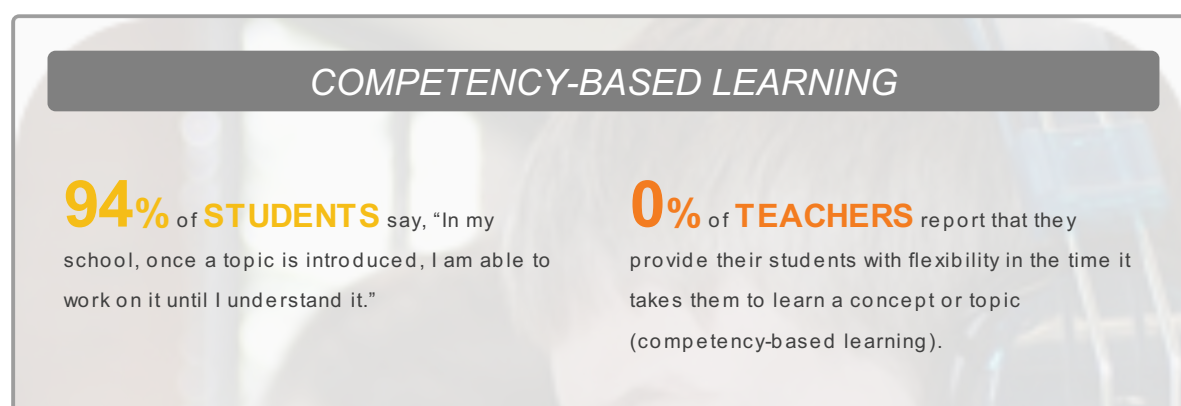 COMPETENCY-BASED LEARNING
94% of STUDENTS say, “In my
school, once a topic is introduced, I am able to
work on it until I understand it.”
0% of TEACHERS report that they
provide their students with flexibility in the time it
takes them to learn a concept or topic
(competency-based learning).